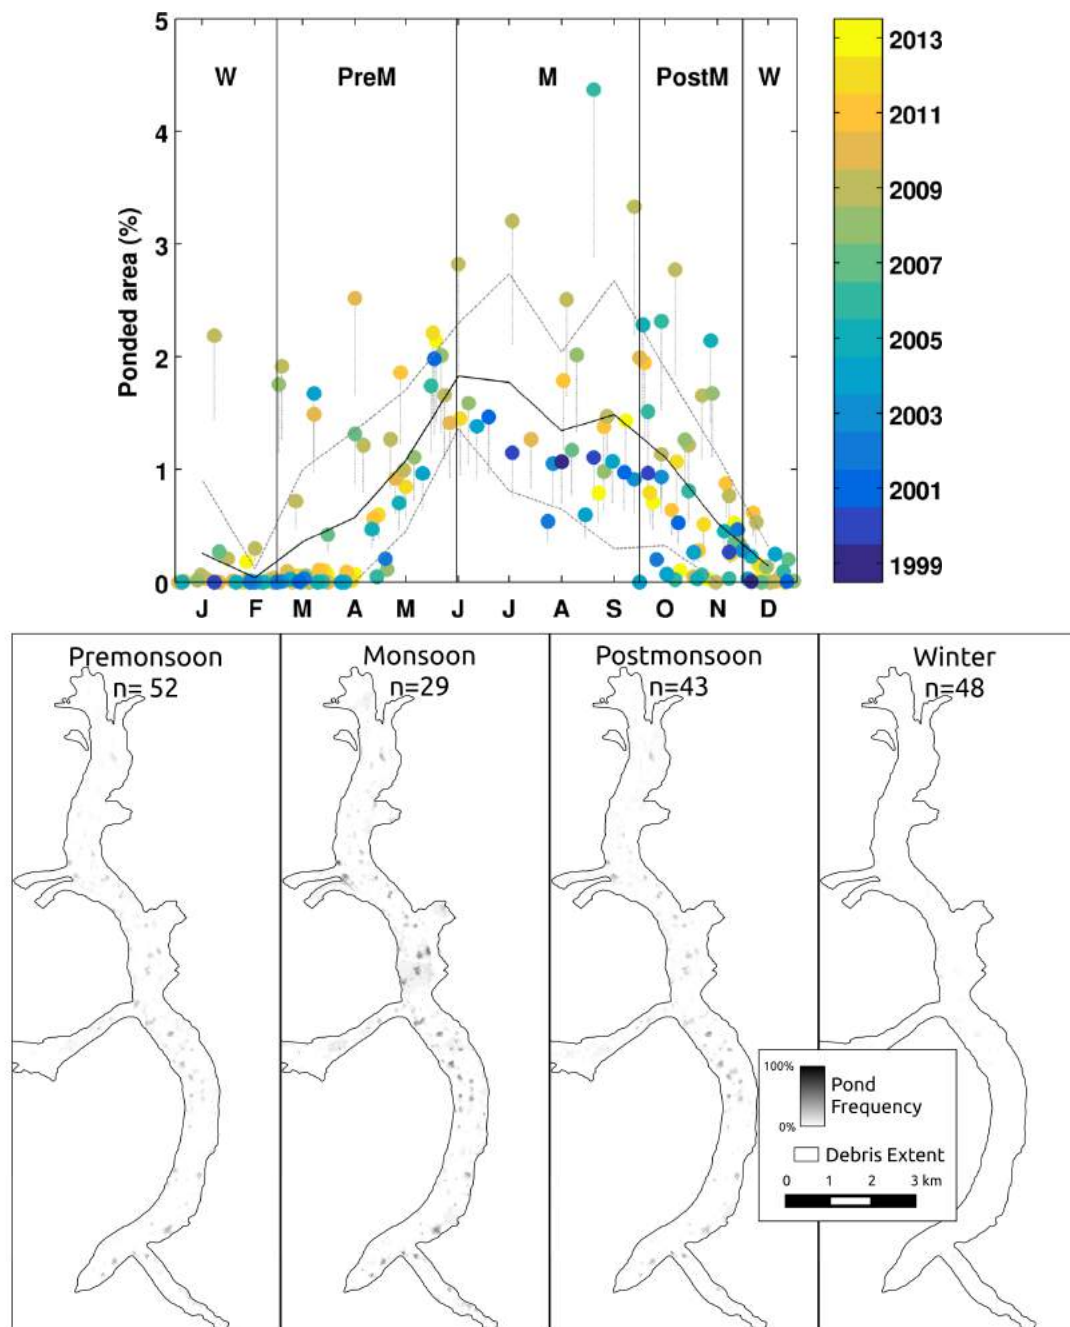 5
4
3
2
1
0
Ponded area (%)
W PreM M PostM W
J F M A M J J A S O N D
2013
2011
2009
2007
2005
2003
2001
1999
Premonsoon
n= 52
Monsoon
n=29
Postmonsoon
n=43
Winter
n=48
100%
0%
Pond
Frequency
Debris Extent
0 1 2 3 km